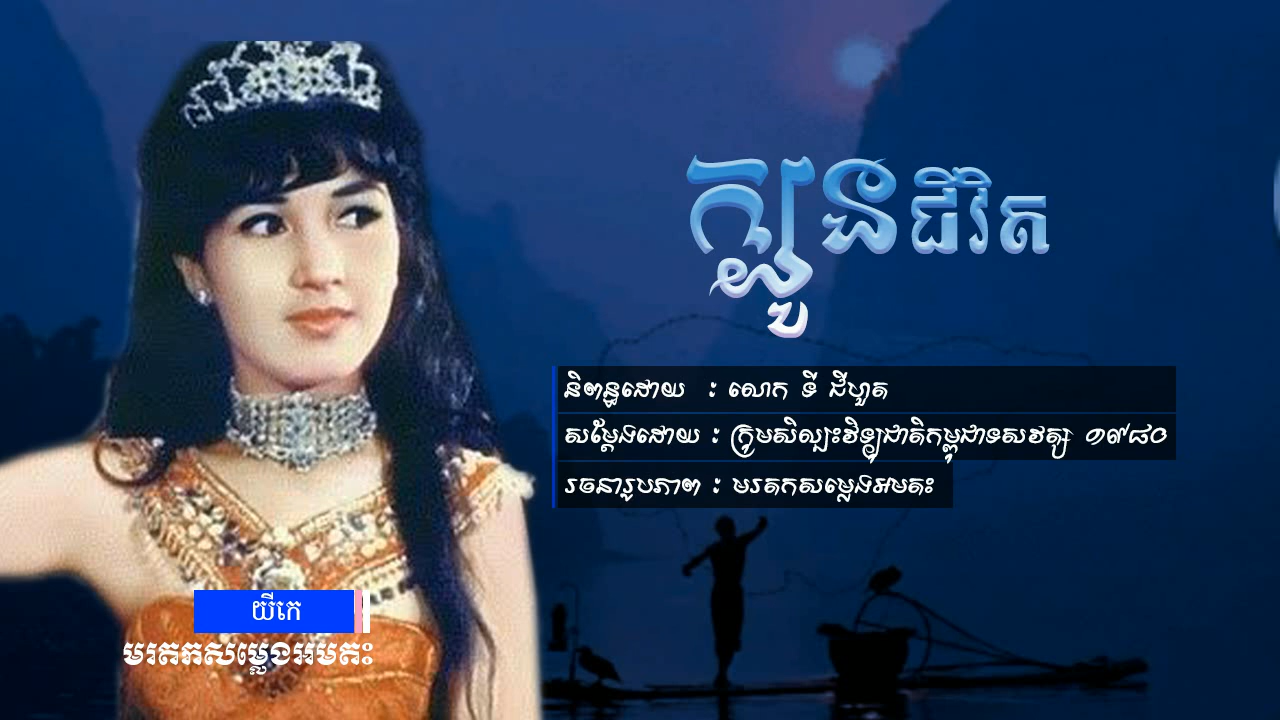 ក្បួនជីវិត
និពន្ធដោយ : លោក ទី ជីហួត
សម្តែងដោយ : ក្រុមសិល្បៈវិទ្យុជាតិកម្ពុជាទសវត្ស ១៩៨០
រចនារូបភាព : មរតកសម្លេងអមតៈ
យីកេ
មរតកសម្លេងអមតៈ